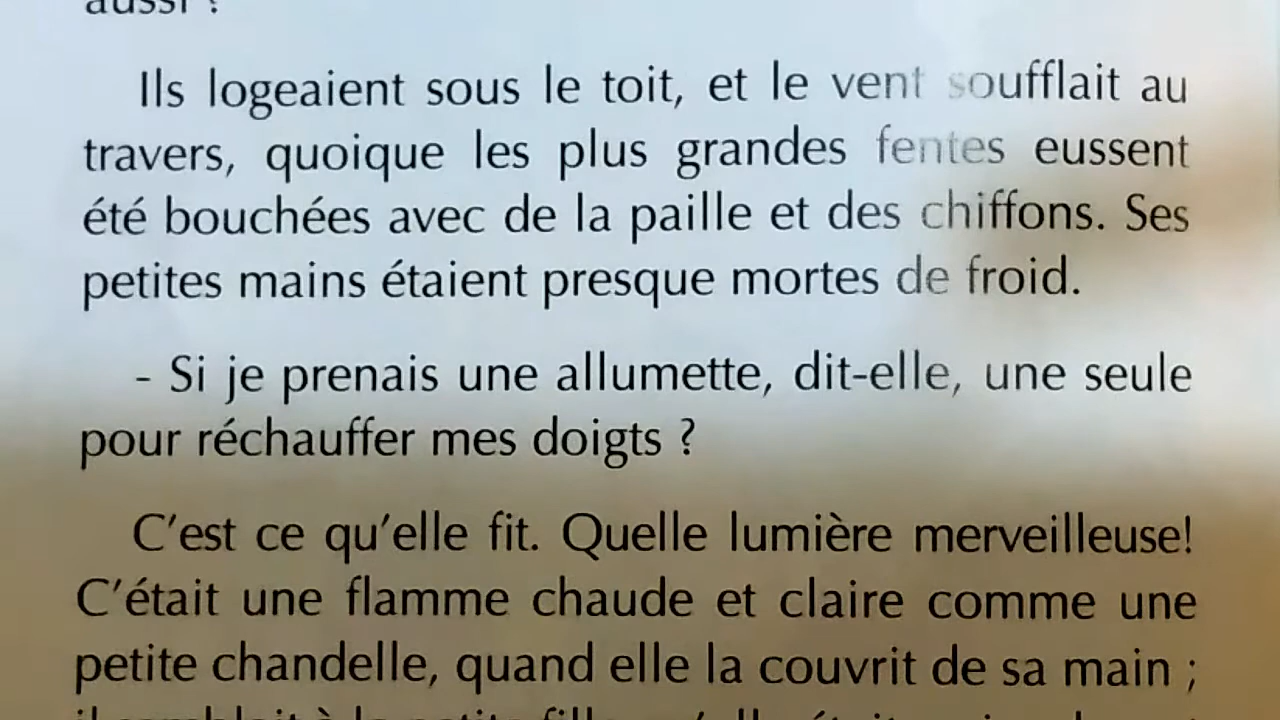 aussi ?
Ils logeaient sous le toit, et le vent soufflait au
travers, quoique les plus grandes fentes eussent
été bouchées avec de la paille et des chiffons. Ses
petites mains étaient presque mortes de froid.
- Si je prenais une allumette, dit-elle, une seule
pour réchauffer mes doigts ?
C'est ce qu'elle fit. Quelle lumière merveilleuse!
C'était une flamme chaude et claire comme une
petite chandelle, quand elle la couvrit de sa main ;